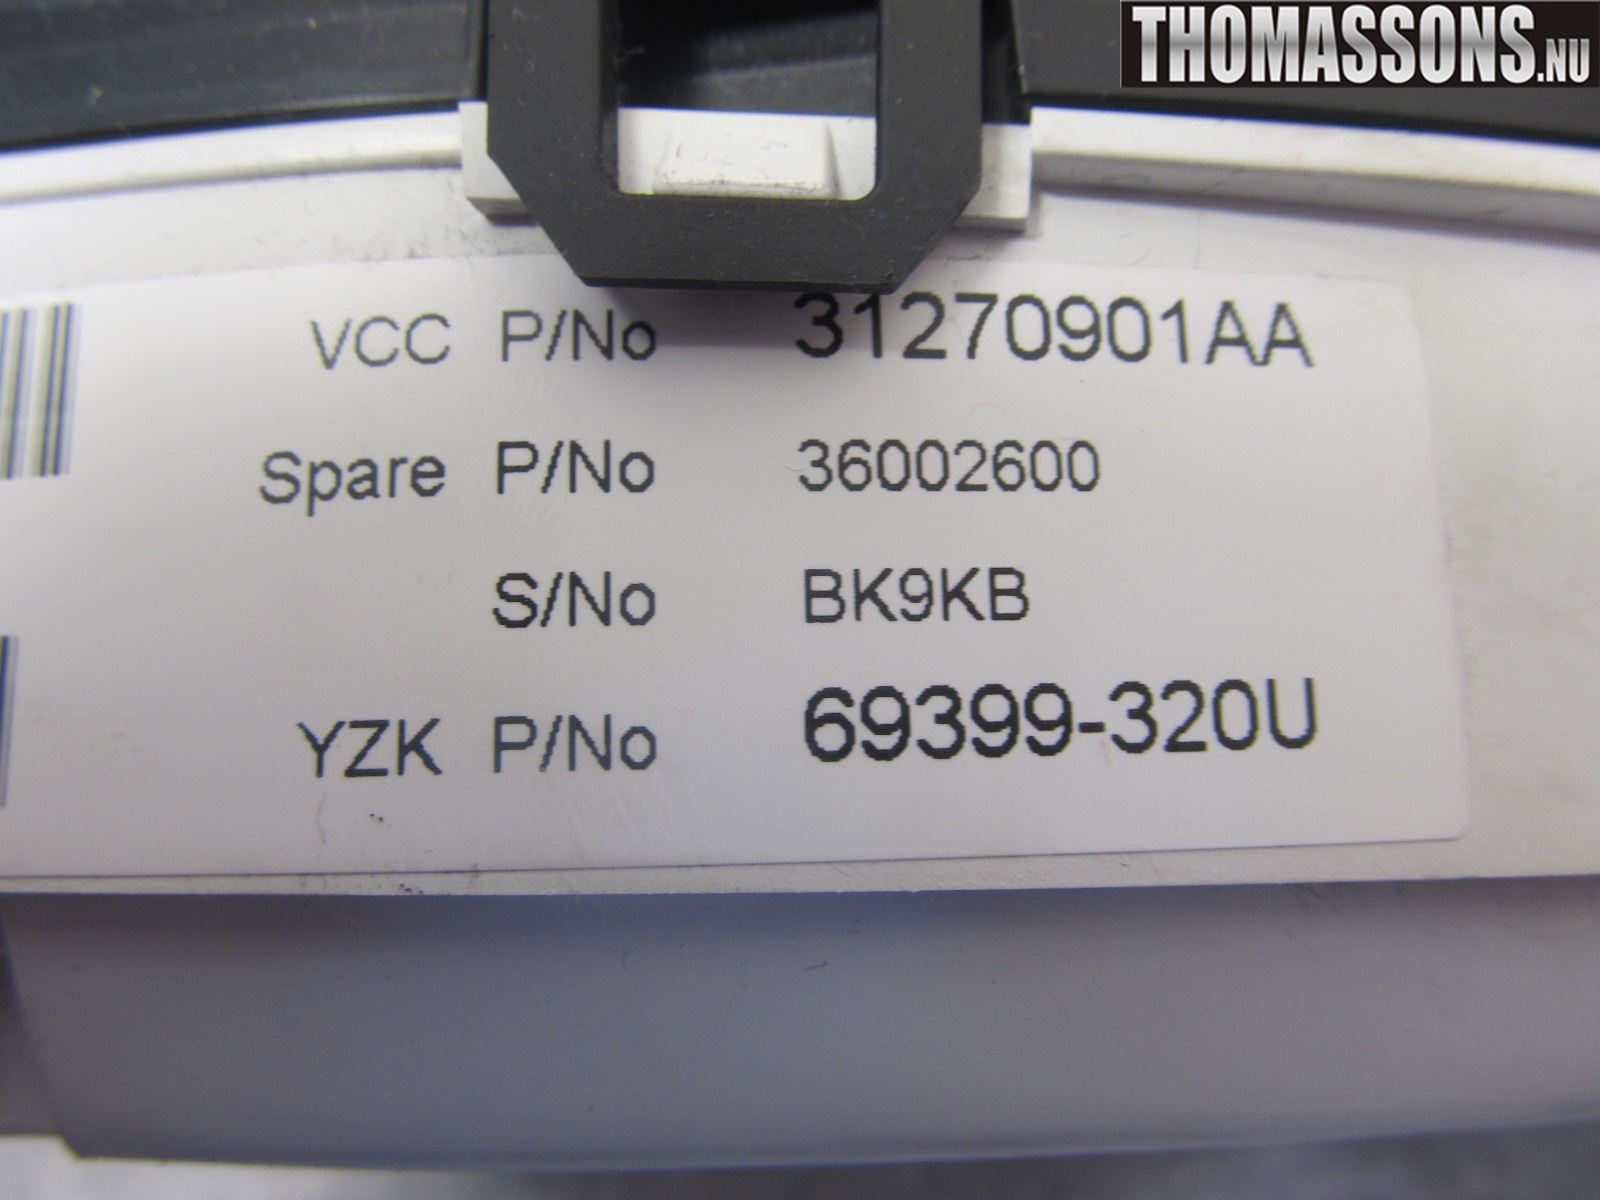 THOMASSONS.NU
VCC P/No 31270901AA
Spare P/No 36002600
S/No BK9KB
YZK P/No 69399-320U